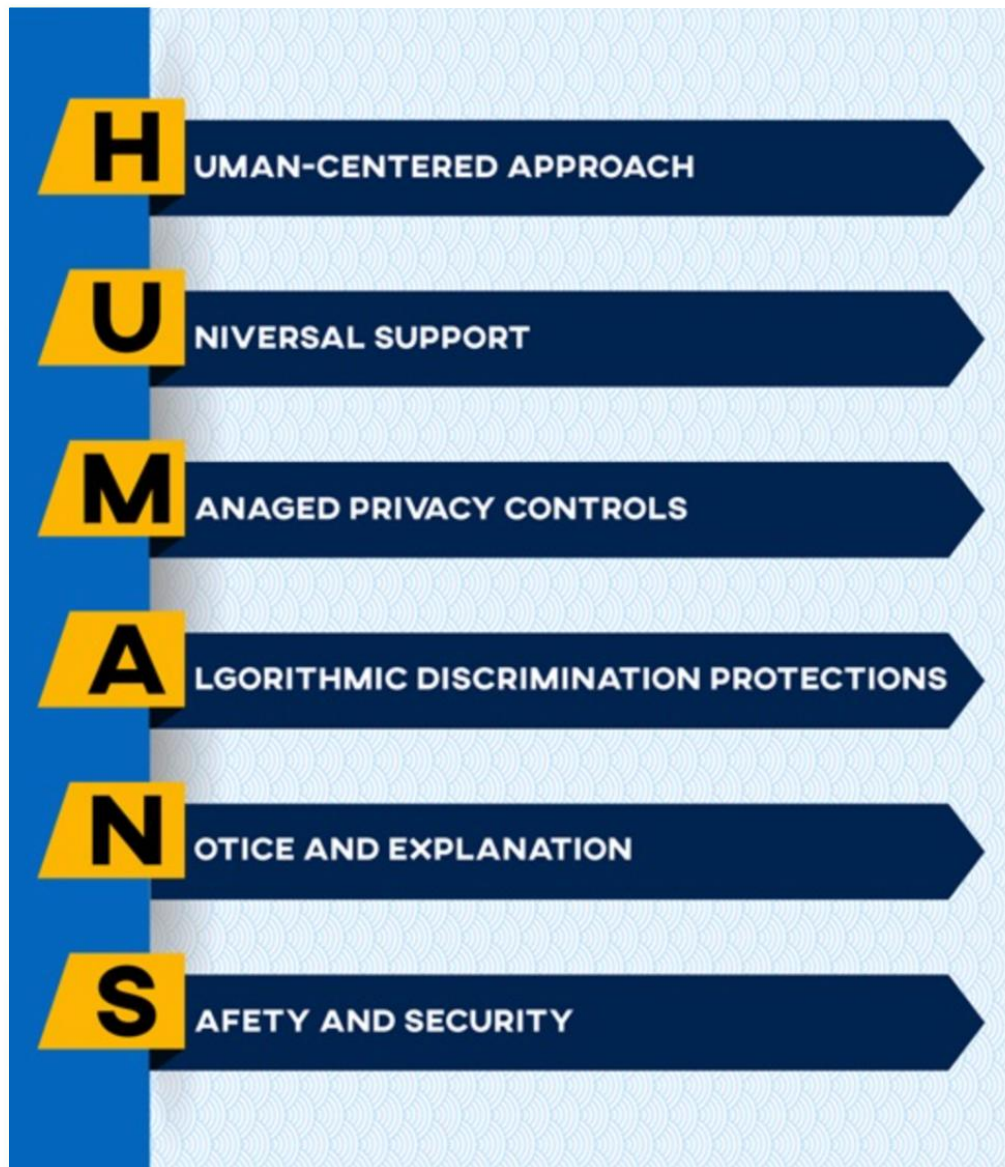 HUMAN-CENTERED APPROACH
UNIVERSAL SUPPORT
MANAGED PRIVACY CONTROLS
ALGORITHMIC DISCRIMINATION PROTECTIONS
NOTICE AND EXPLANATION
SAFETY AND SECURITY